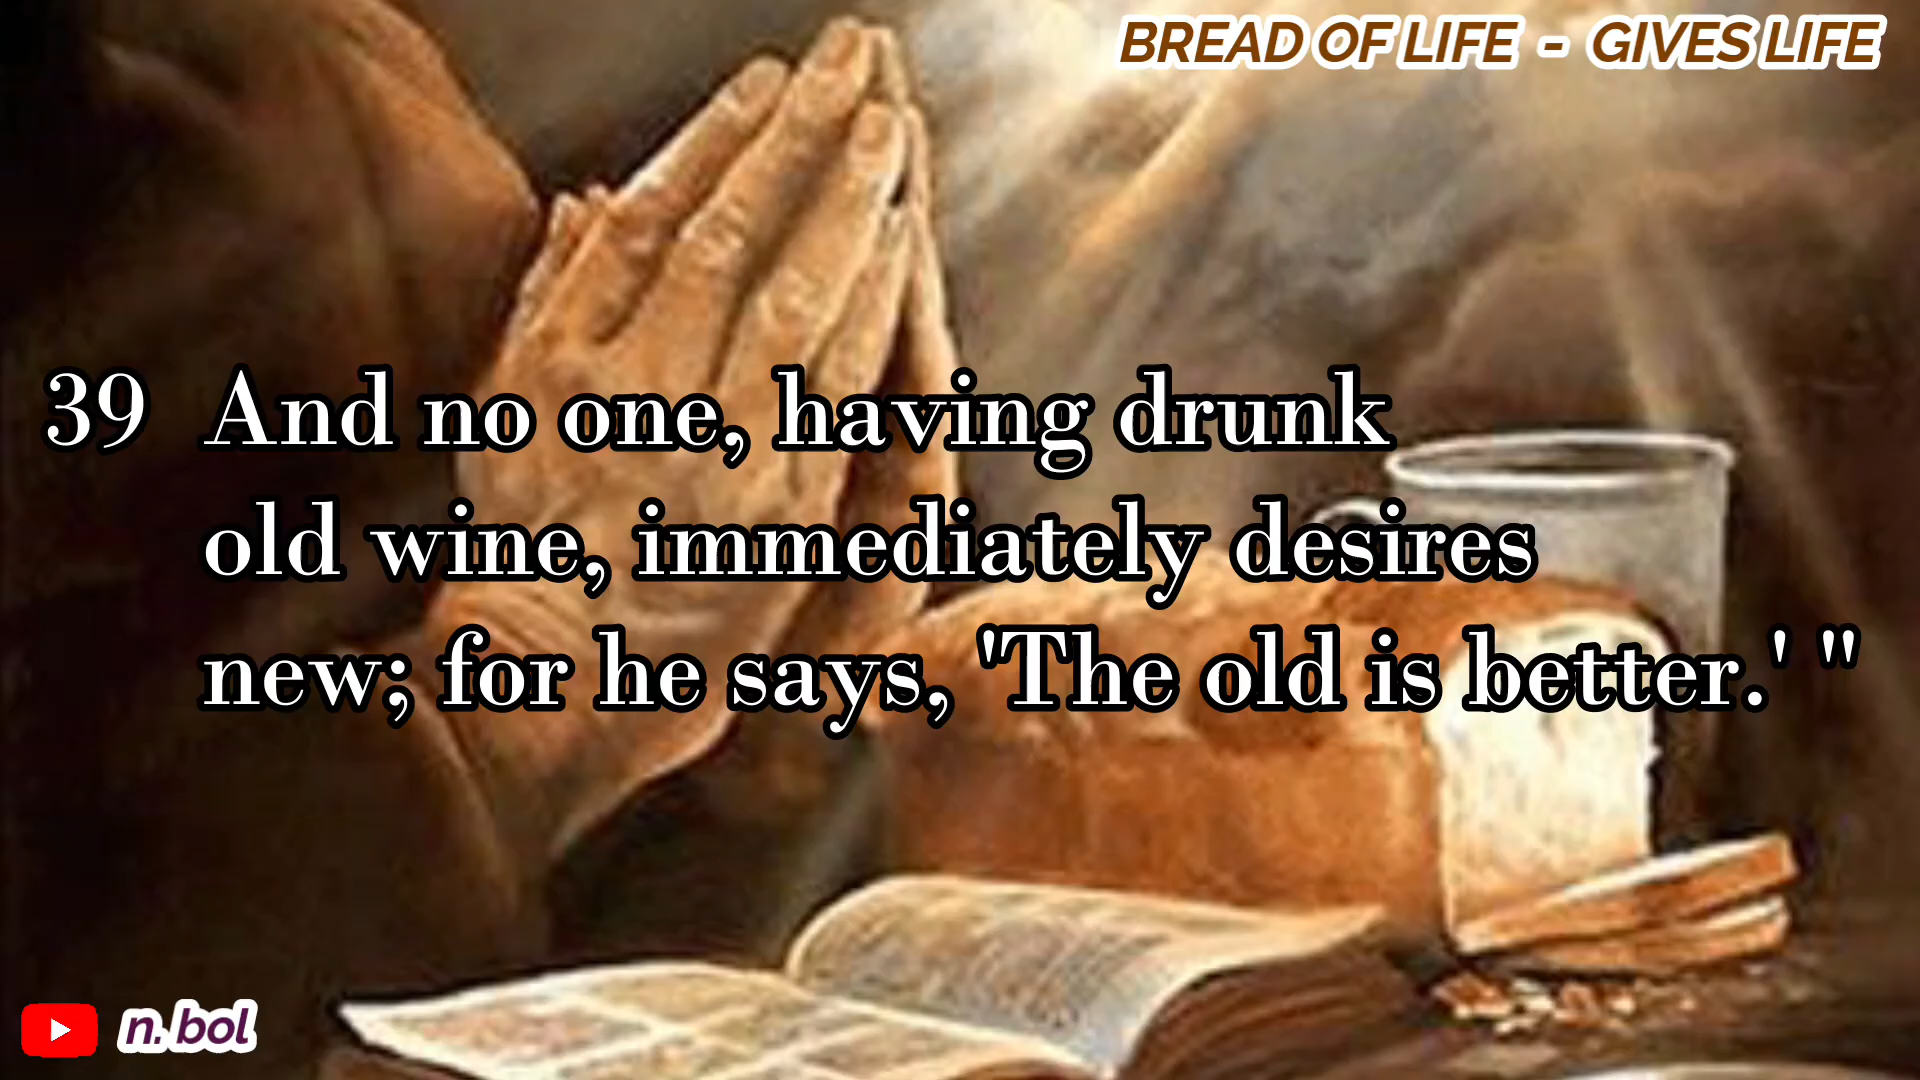 BREAD OF LIFE - GIVES LIFE
39 And no one, having drunk
old wine, immediately desires
new; for he says, 'The old is better.' "
n. bol